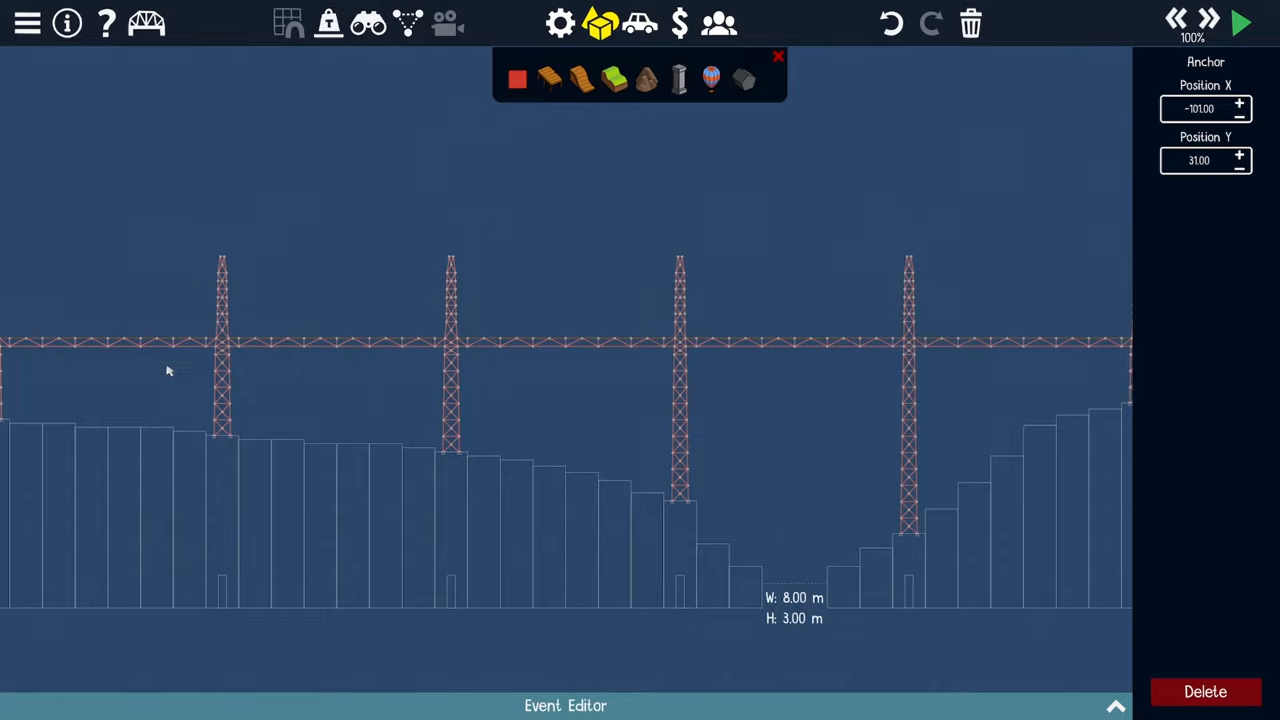 100%
Anchor
Position X
-101.00
Position Y
31.00
W: 8.00 m
H: 3.00 m
Event Editor
Delete